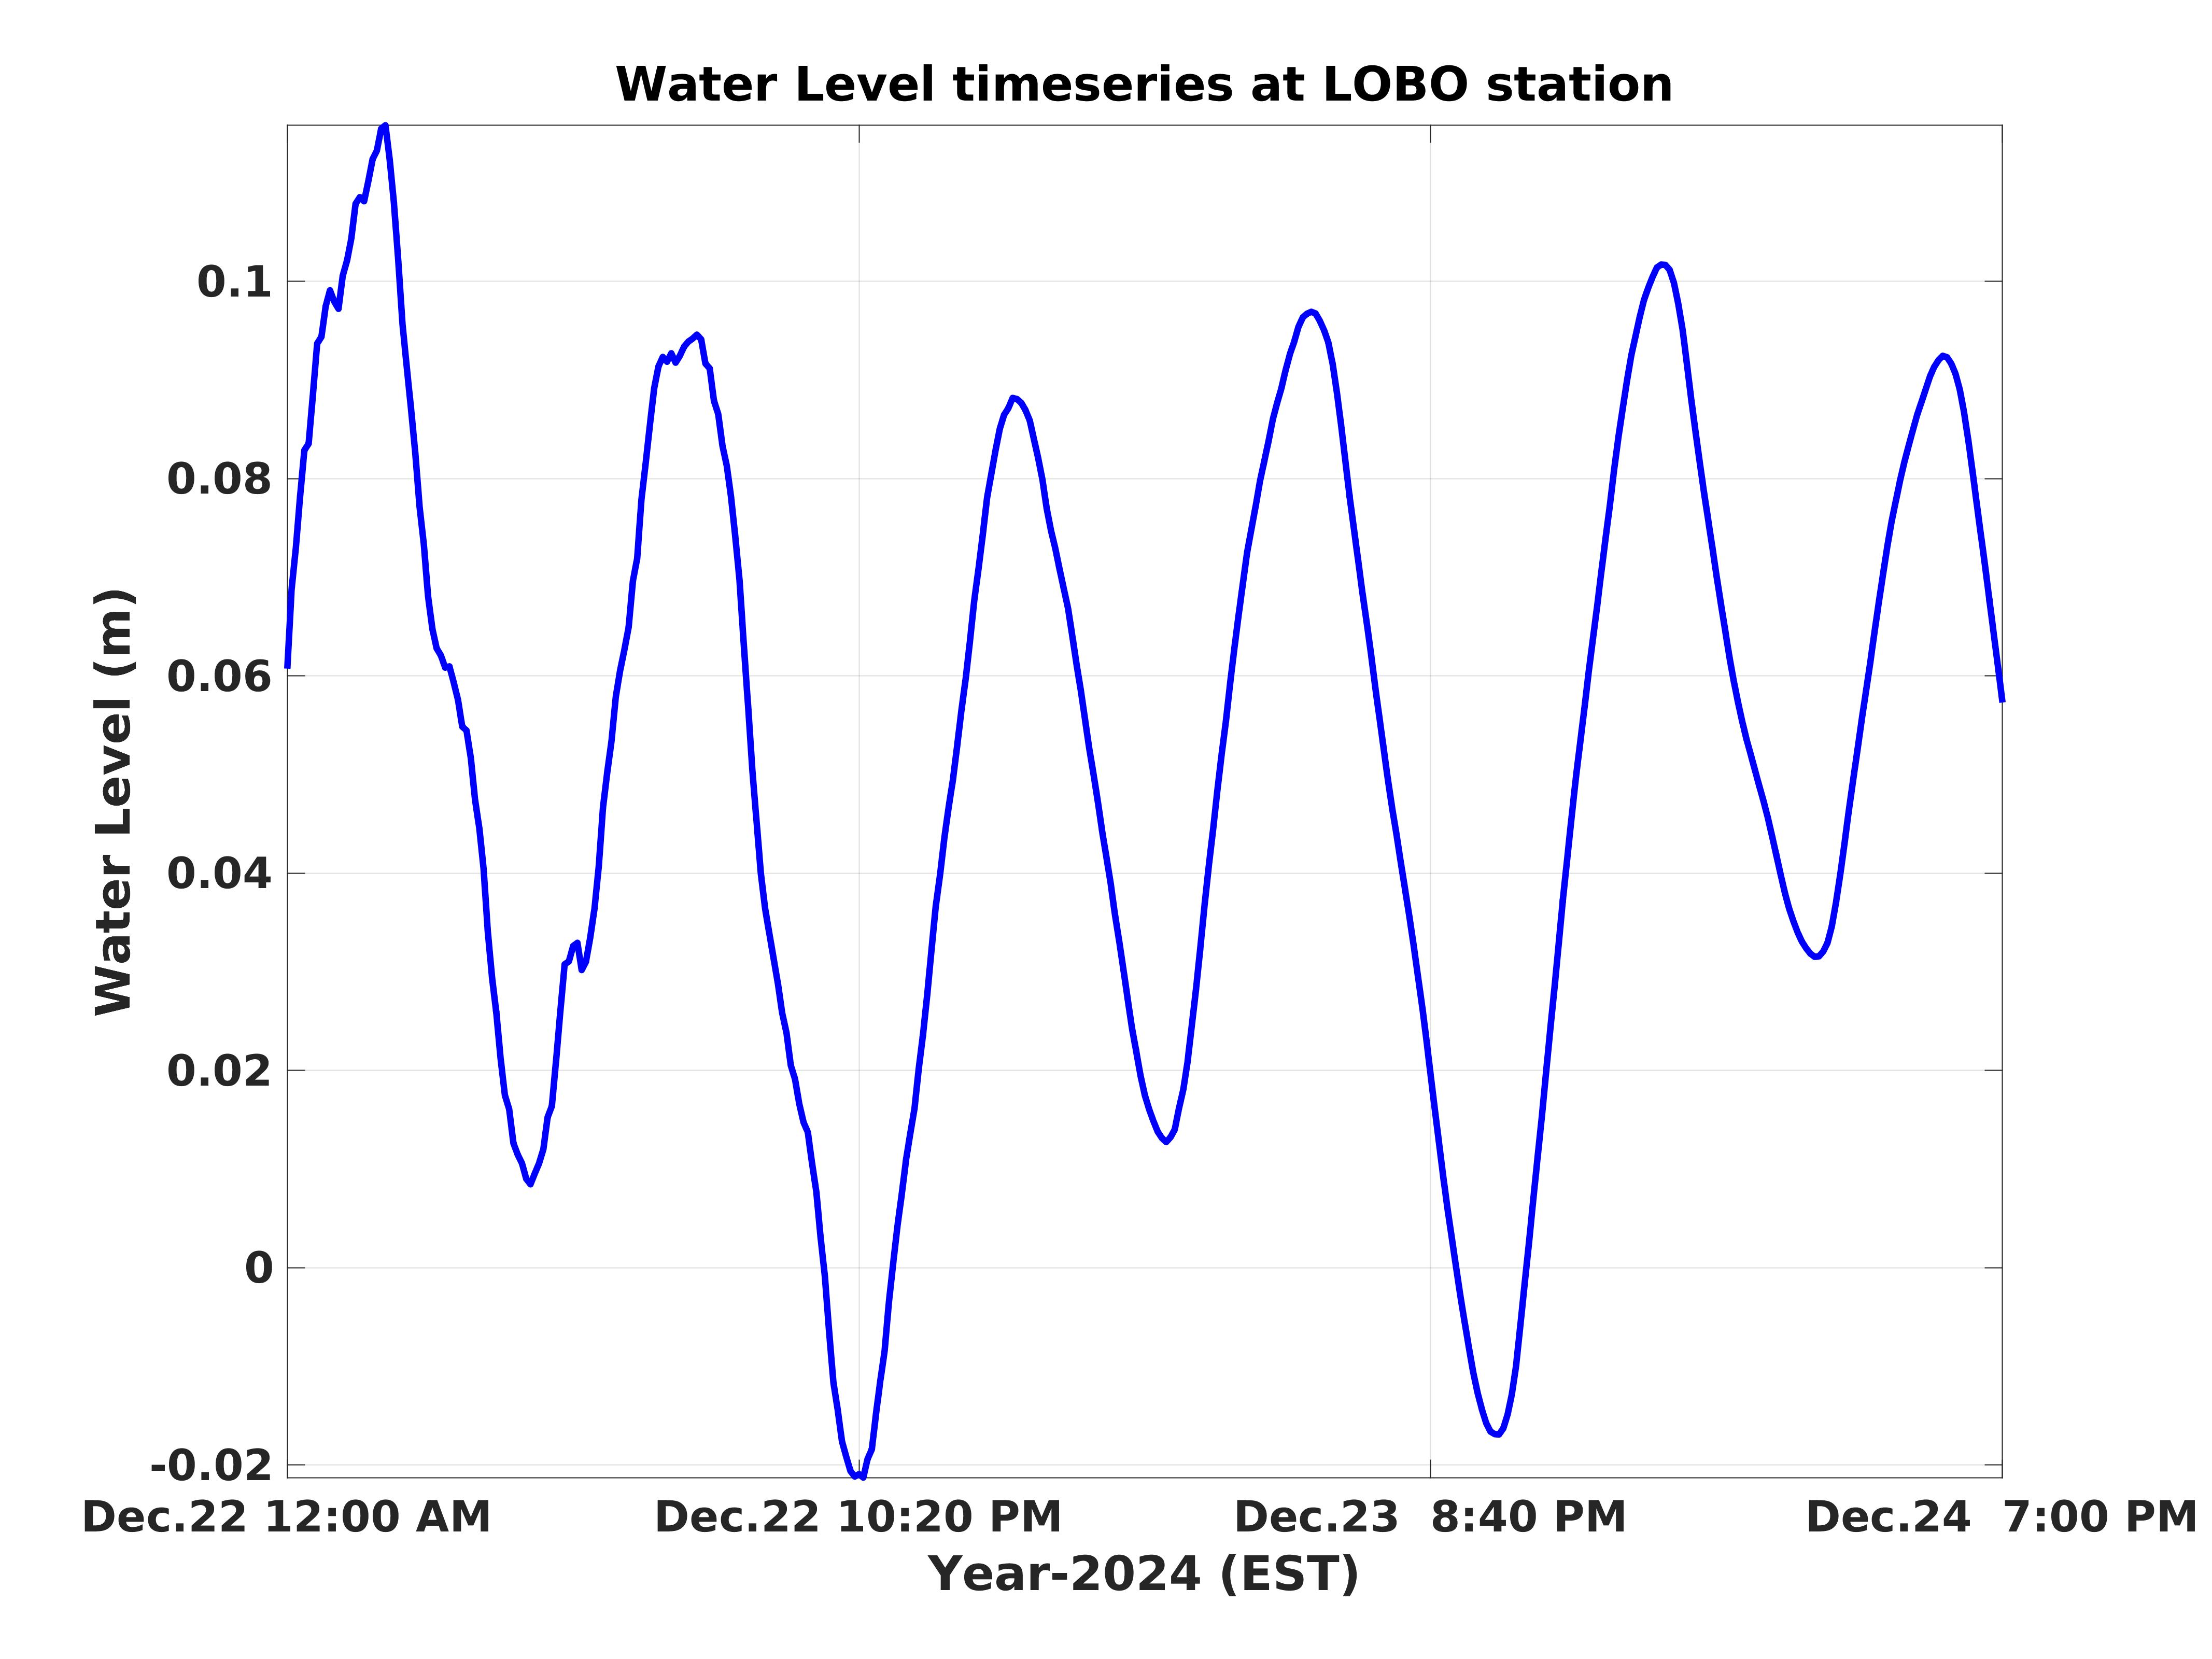 Water Level timeseries at LOBO station
Water Level (m)
0.1
0.08
0.06
0.04
0.02
0
-0.02
Dec.22 12:00 AM
Dec.22 10:20 PM
Dec.23 8:40 PM
Dec.24 7:00 PM
Year-2024 (EST)